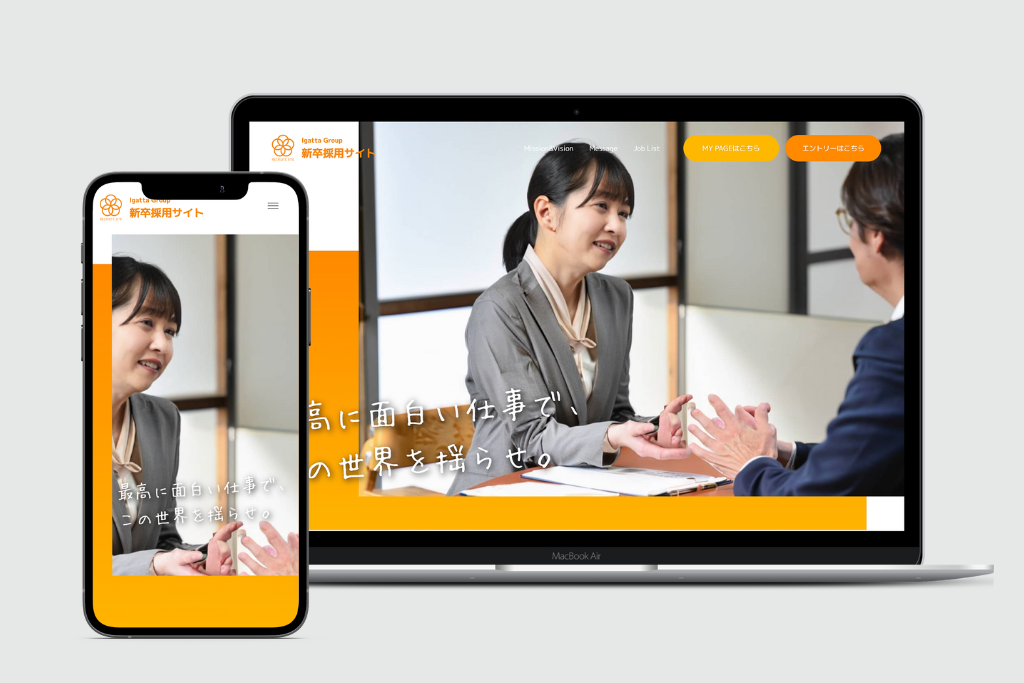 Igatta Group
新卒採用サイト
Mission&Vision
Message
Job List
MY PAGEはこちら
エントリーはこちら
高に面白い仕事で、
の世界を揺らせ。
MacBook Air
Igatta Group
新卒採用サイト
最高に面白い仕事で、
この世界を揺らせ。